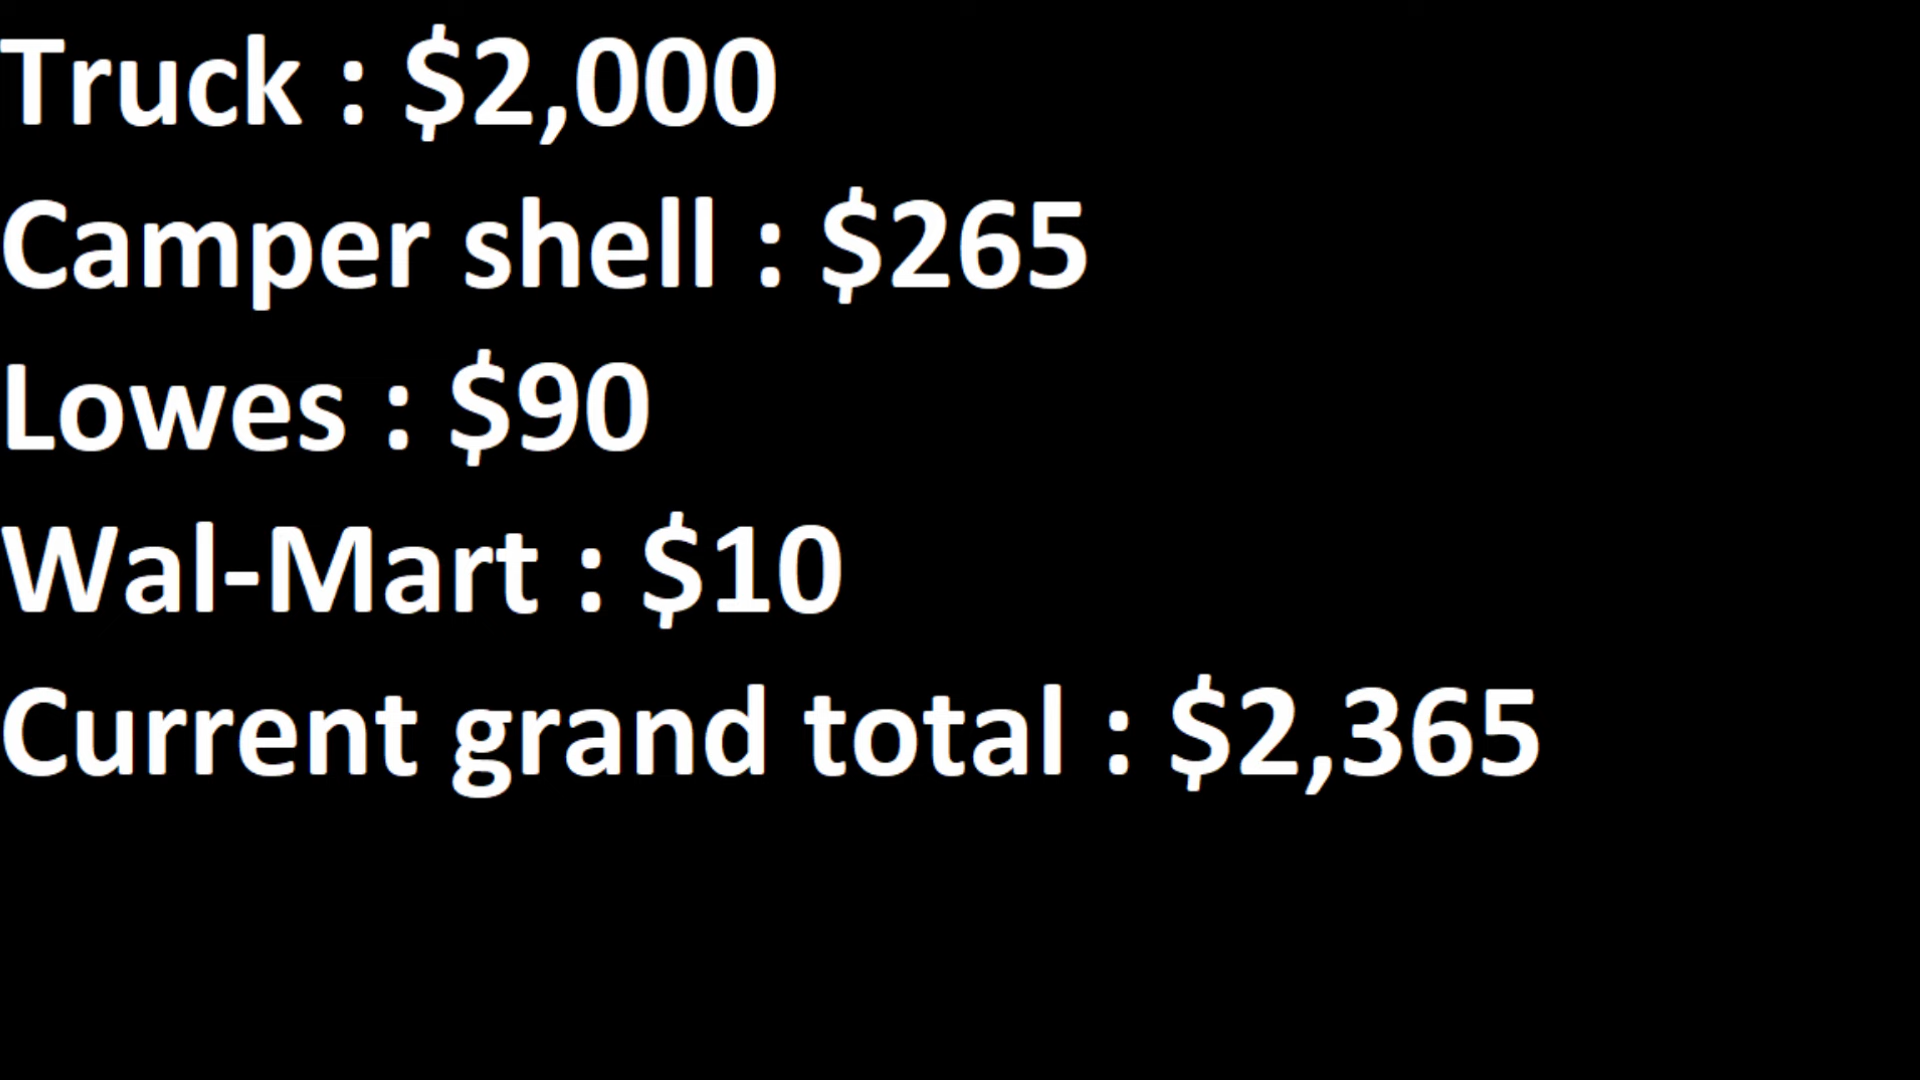 Truck : $2,000
Camper shell : $265
Lowes : $90
Wal-Mart : $10
Current grand total : $2,365